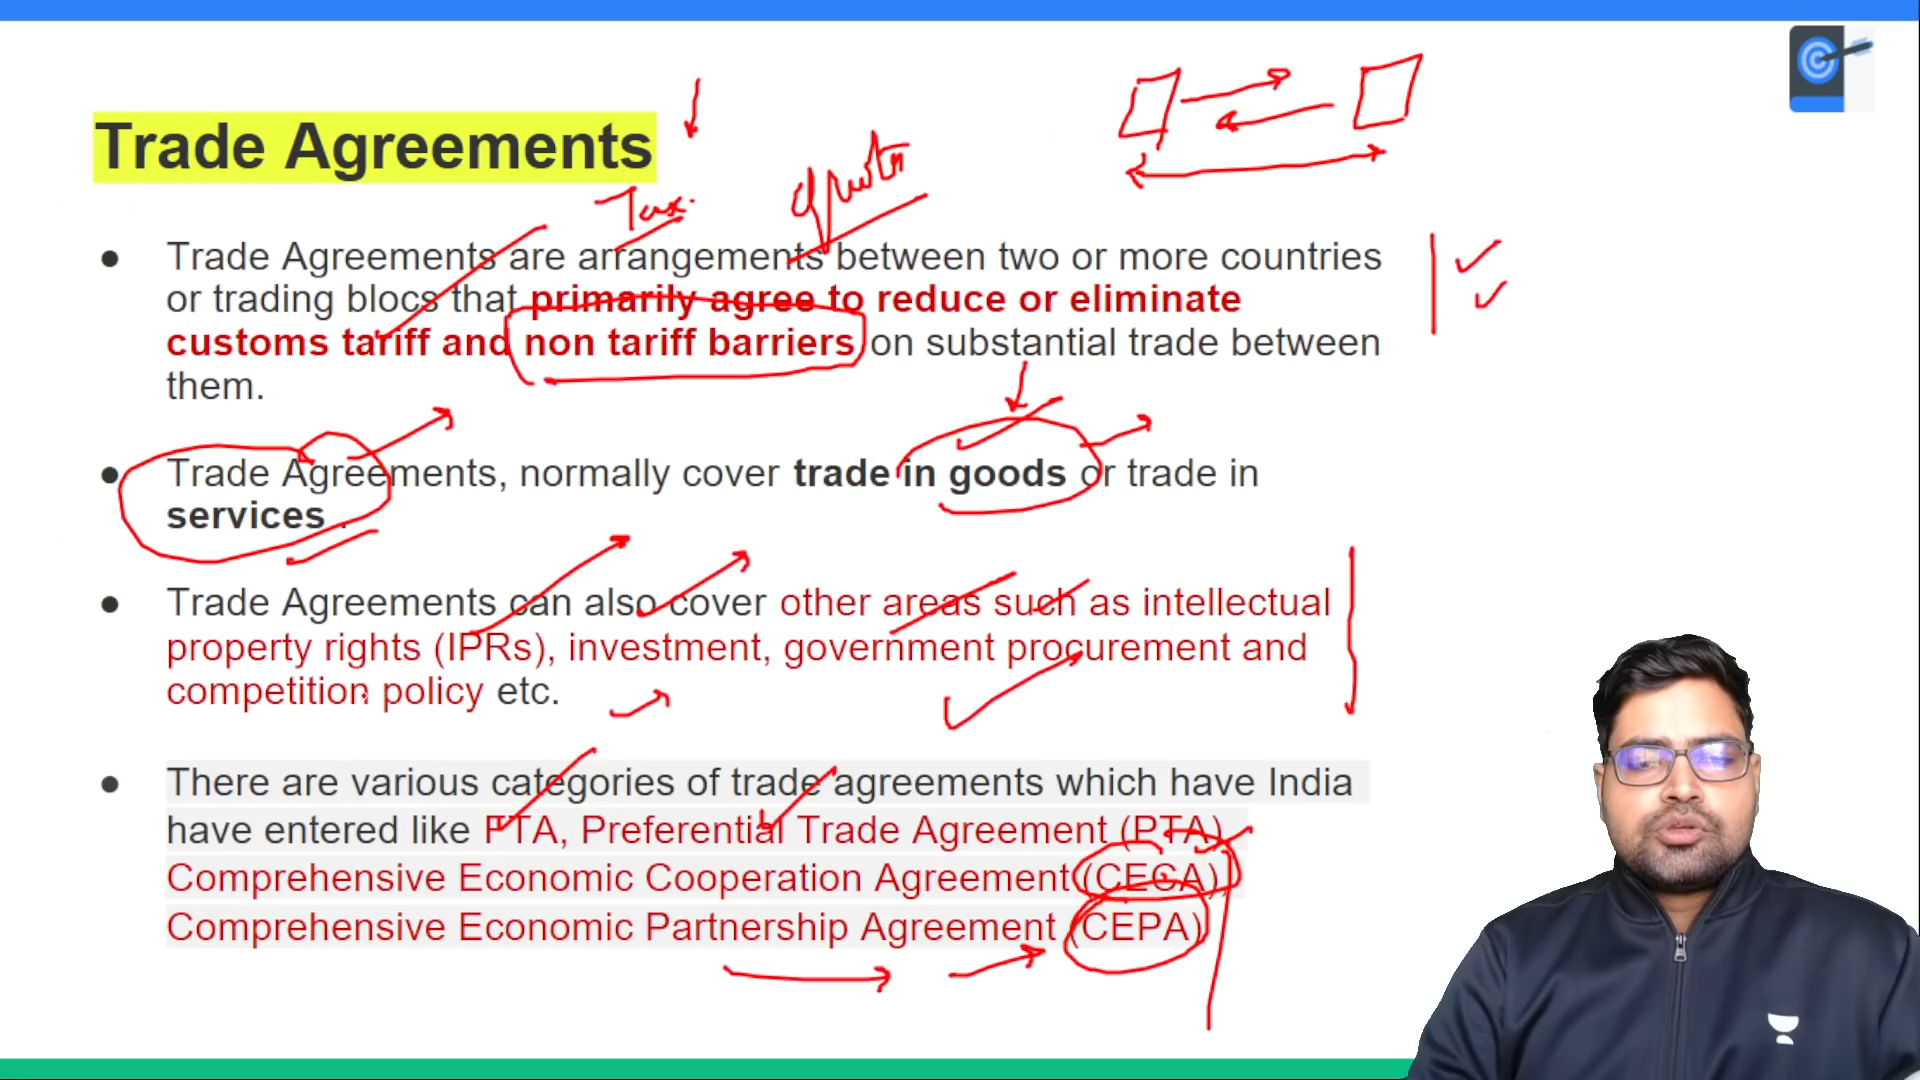 Trade Agreements
Tax.
quota
● Trade Agreements are arrangements between two or more countries
or trading blocs that primarily agree to reduce or eliminate
customs tariff and non tariff barriers on substantial trade between
them.
● Trade Agreements, normally cover trade in goods or trade in
services .
● Trade Agreements can also cover other areas such as intellectual
property rights (IPRs), investment, government procurement and
competition policy etc.
● There are various categories of trade agreements which have India
have entered like FTA, Preferential Trade Agreement (PTA),
Comprehensive Economic Cooperation Agreement (CECA),
Comprehensive Economic Partnership Agreement (CEPA)